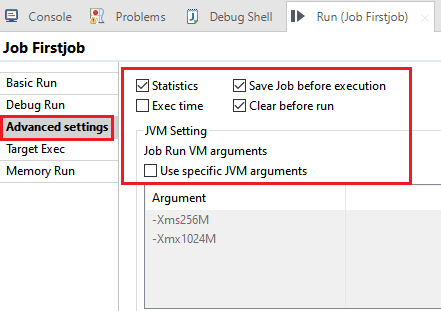 Console Problems Debug Shell Run (Job Firstjob)
Job Firstjob
Basic Run
Debug Run
Advanced settings
Target Exec
Memory Run
Statistics Save Job before execution
Exec time Clear before run
JVM Setting
Job Run VM arguments
Use specific JVM arguments
Argument
-Xms256M
-Xmx1024M